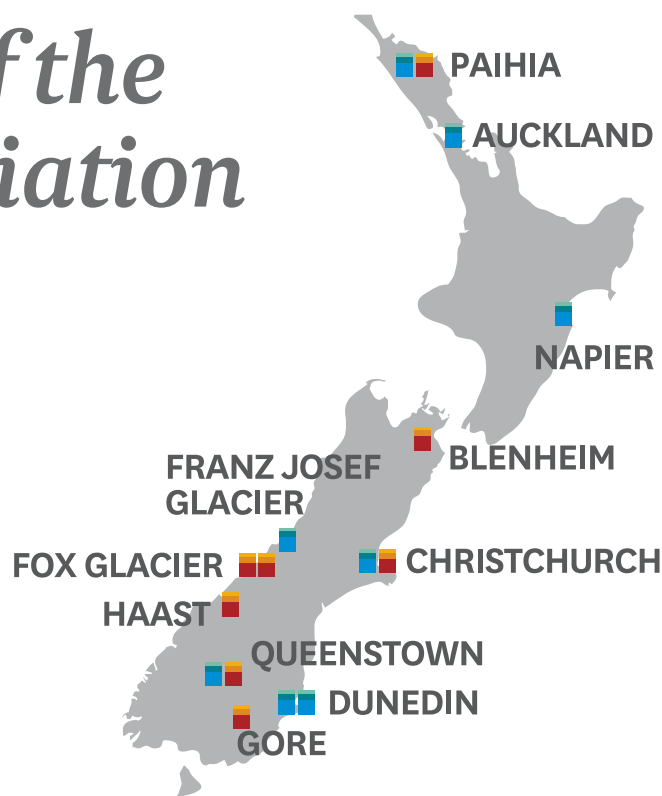 f the
iation
PAIHIA
AUCKLAND
NAPIER
BLENHEIM
FRANZ JOSEF
GLACIER
FOX GLACIER
CHRISTCHURCH
HAAST
QUEENSTOWN
DUNEDIN
GORE